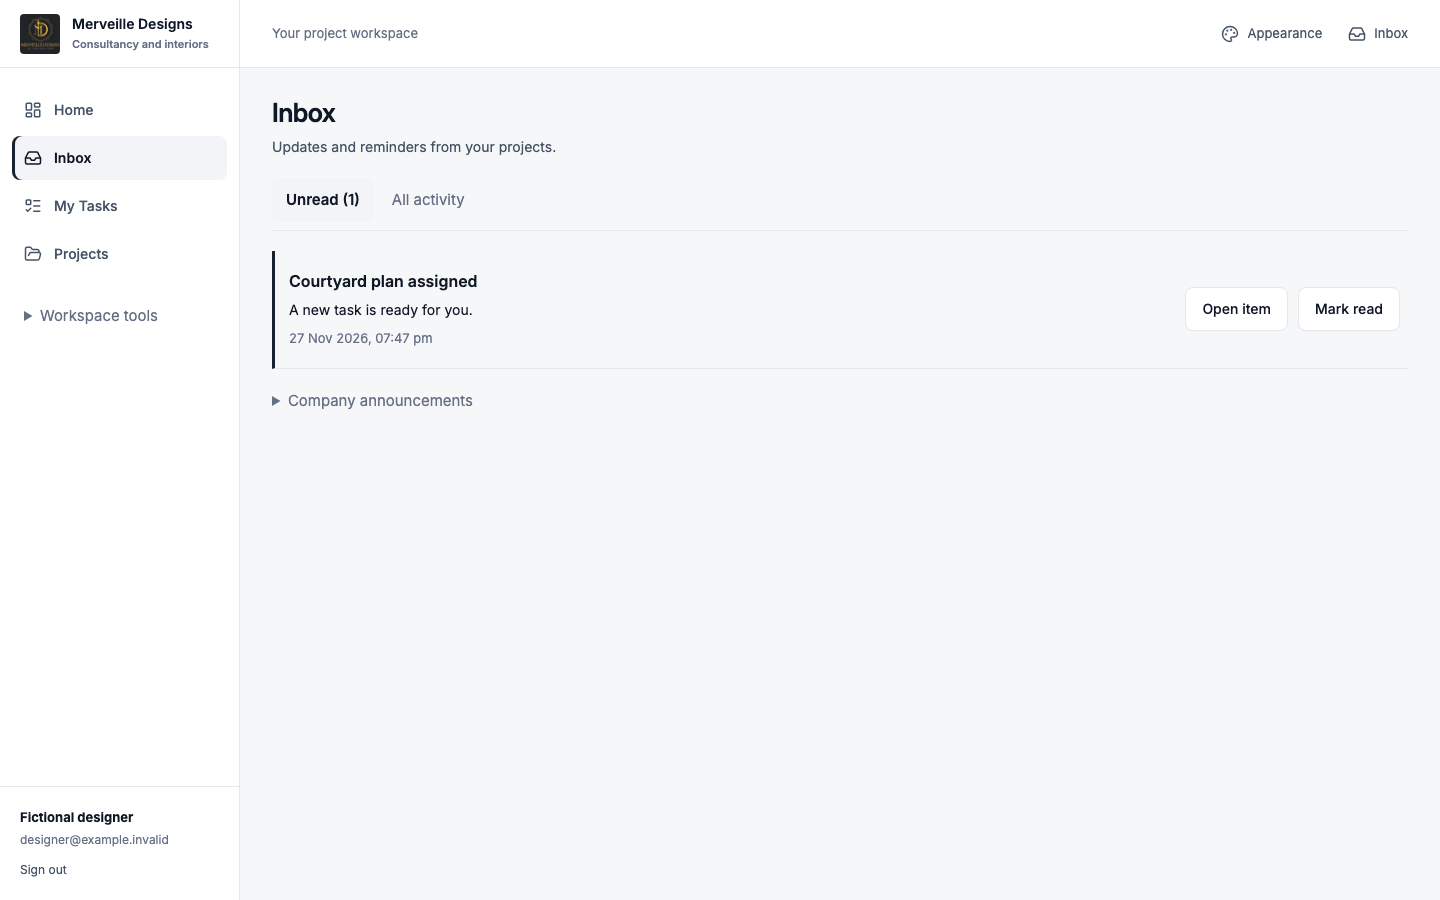 Merveille Designs
Consultancy and interiors
Your project workspace
Appearance
Inbox
Home
Inbox
My Tasks
Projects
Workspace tools
Inbox
Updates and reminders from your projects.
Unread (1)
All activity
Courtyard plan assigned
A new task is ready for you.
27 Nov 2026, 07:47 pm
Open item
Mark read
Company announcements
Fictional designer
designer@example.invalid
Sign out